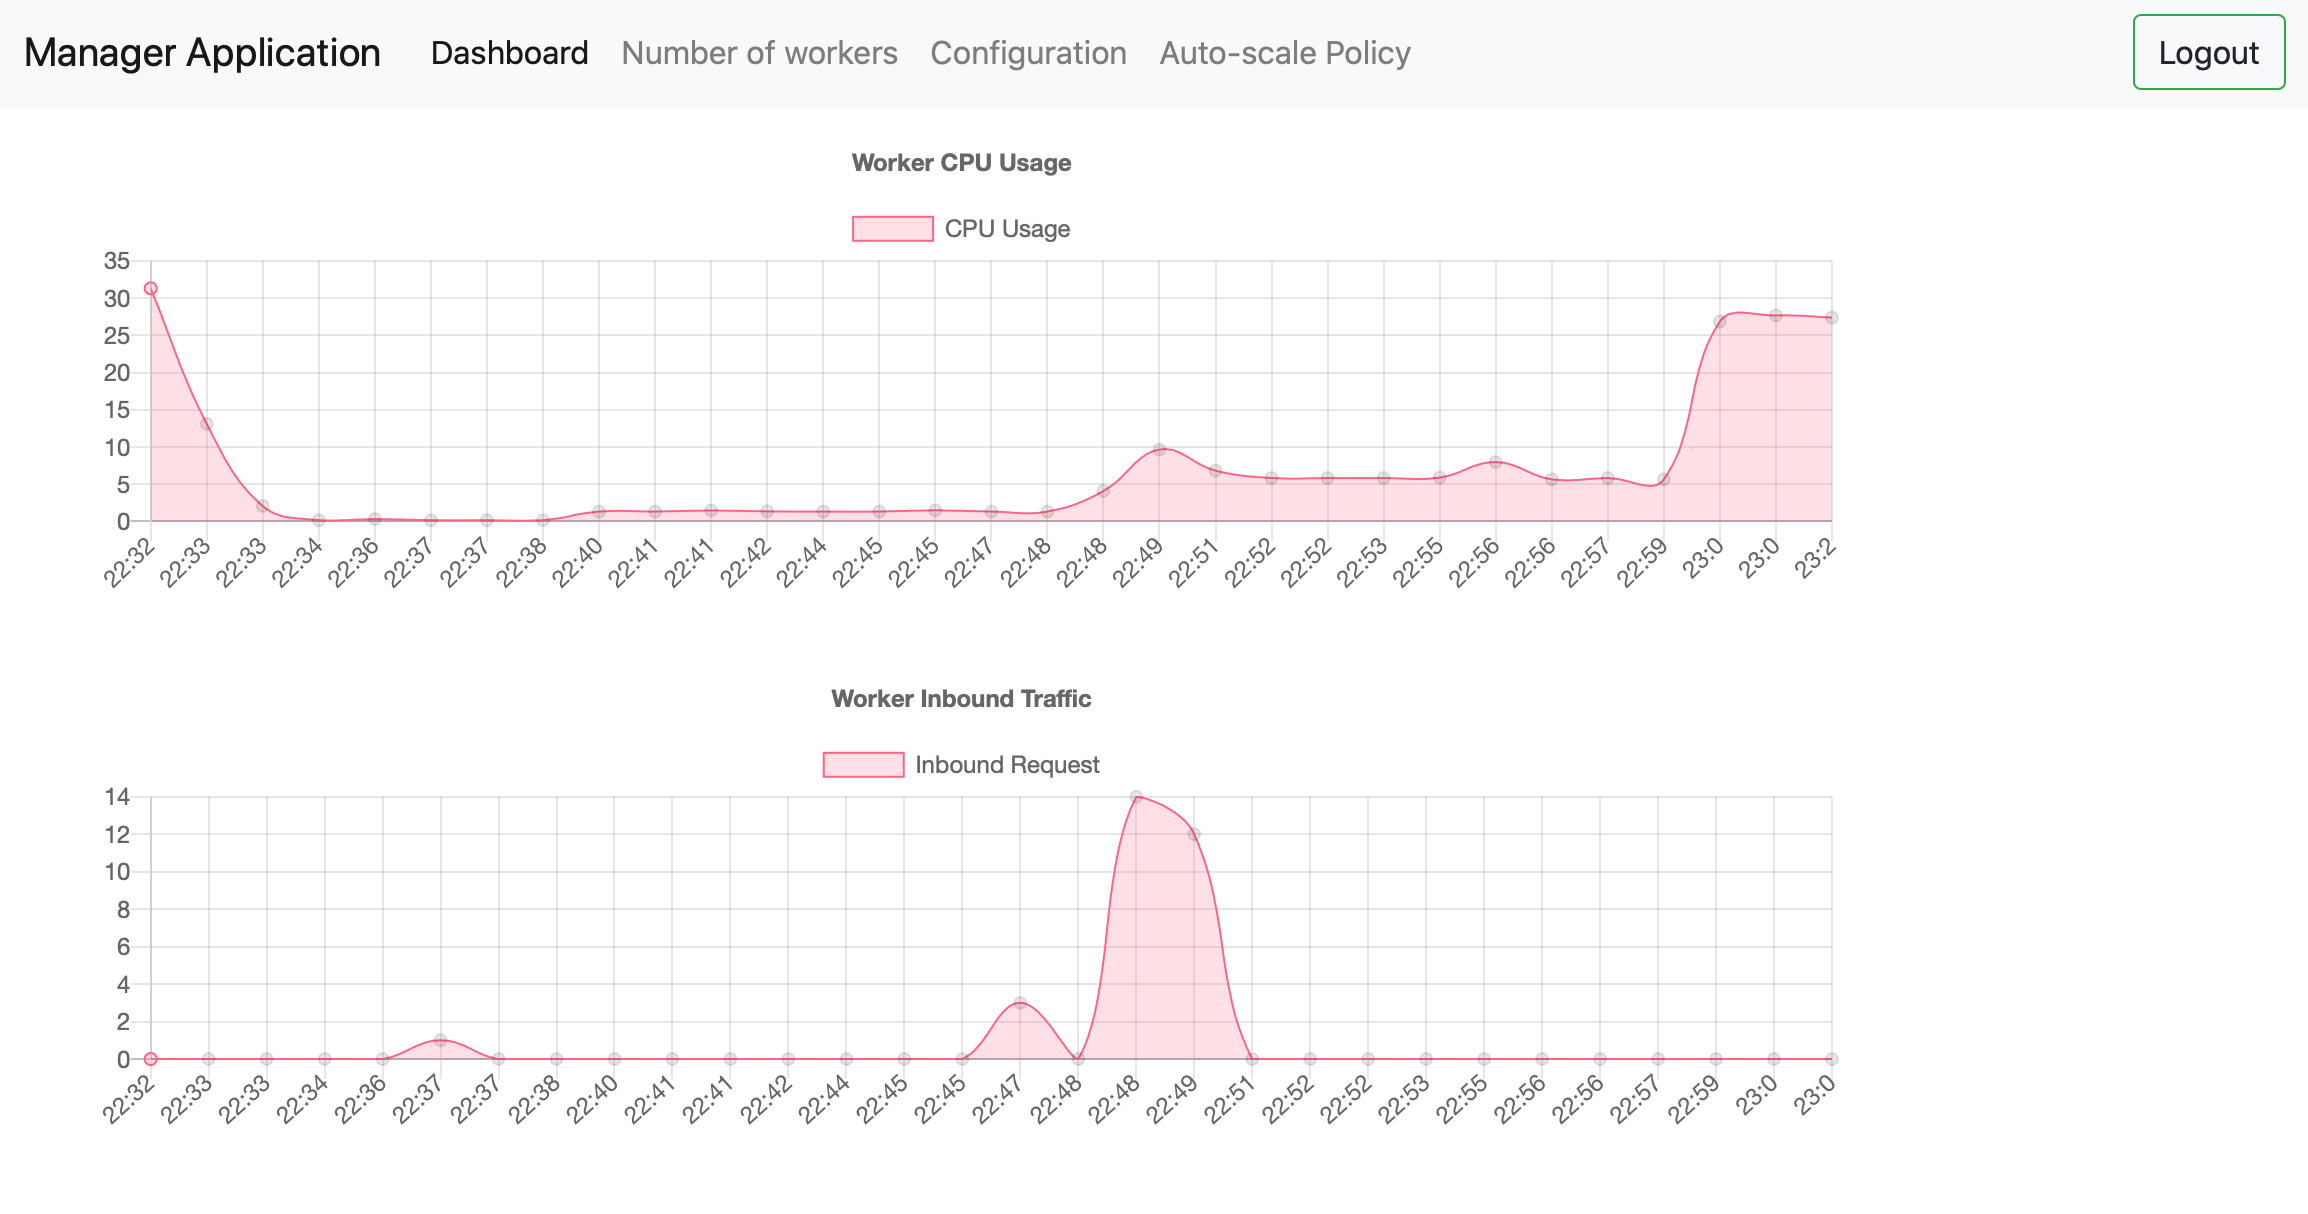 Manager Application Dashboard Number of workers Configuration Auto-scale Policy Logout
Worker CPU Usage
CPU Usage
35
30
25
20
15
10
5
0
22:32 22:33 22:33 22:34 22:36 22:37 22:37 22:38 22:40 22:41 22:41 22:42 22:44 22:45 22:45 22:47 22:48 22:48 22:49 22:51 22:52 22:52 22:53 22:55 22:56 22:56 22:57 22:59 23:0 23:0 23:2
Worker Inbound Traffic
Inbound Request
14
12
10
8
6
4
2
0
22:32 22:33 22:33 22:34 22:36 22:37 22:37 22:38 22:40 22:41 22:41 22:42 22:44 22:45 22:45 22:47 22:48 22:48 22:49 22:51 22:52 22:52 22:53 22:55 22:56 22:56 22:57 22:59 23:0 23:0